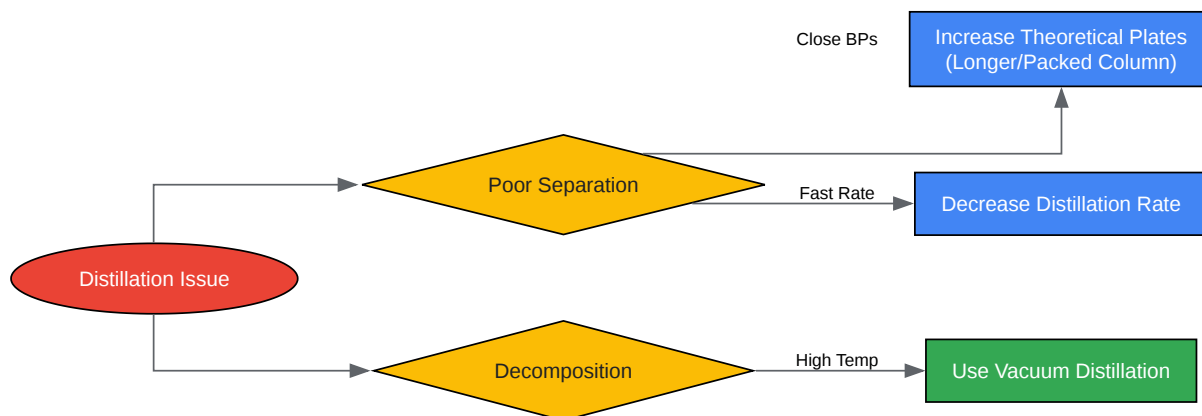 Close BPs
Increase Theoretical Plates
(Longer/Packed Column)
Poor Separation
Fast Rate
Decrease Distillation Rate
Distillation Issue
Decomposition
High Temp
Use Vacuum Distillation